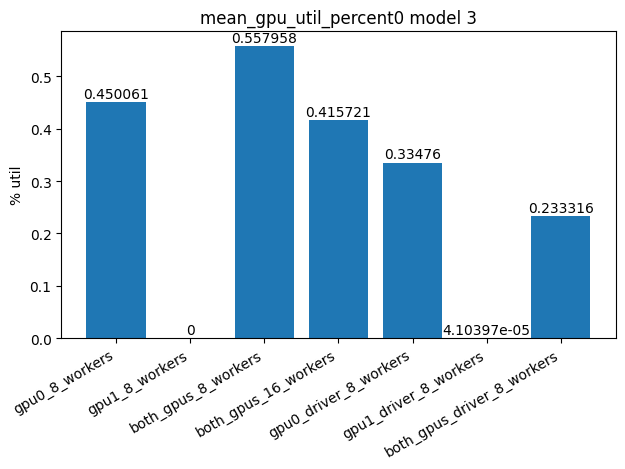 mean_gpu_util_percent0 model 3
% util
0.5
0.4
0.3
0.2
0.1
0.0
0.450061
0
0.557958
0.415721
0.33476
4.10397e-05
0.233316
gpu0_8_workers
gpu1_8_workers
both_gpus_8_workers
both_gpus_16_workers
gpu0_driver_8_workers
gpu1_driver_8_workers
both_gpus_driver_8_workers